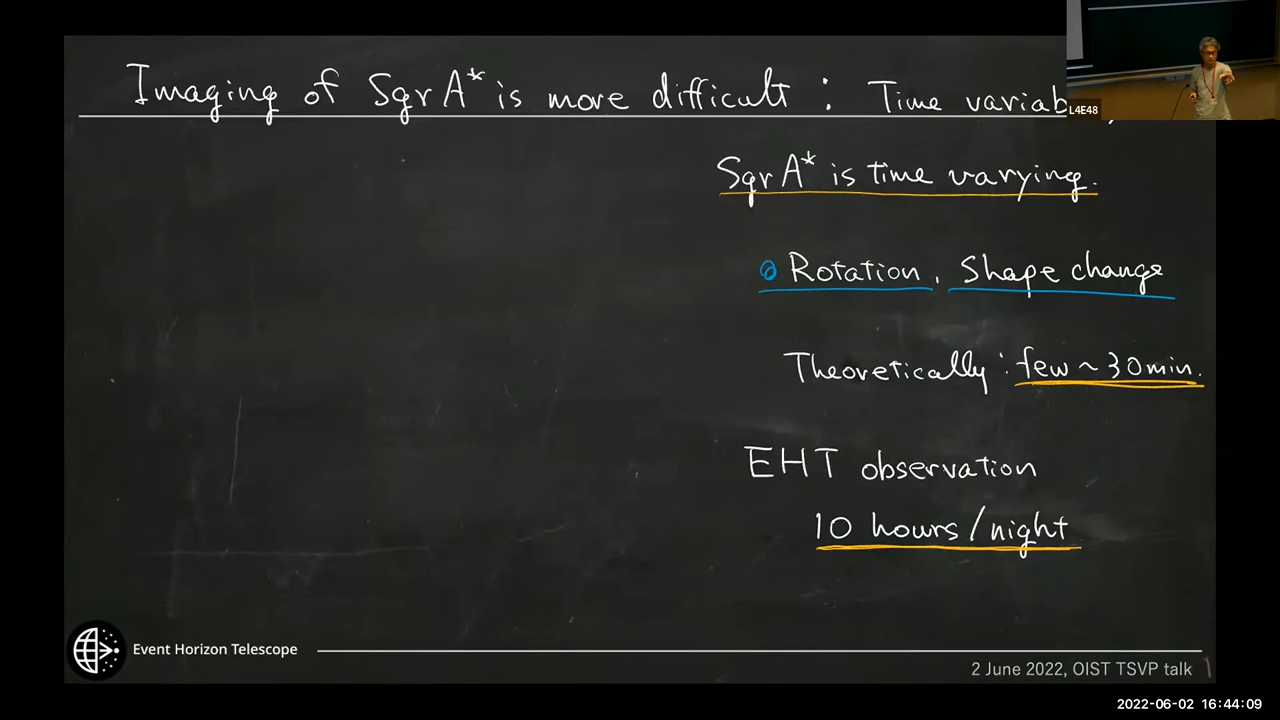 Imaging of SgrA* is more difficult : Time variab
L4E48
SgrA* is time varying.
Rotation, Shape change
Theoretically : few ~ 30min.
EHT observation
10 hours/night
Event Horizon Telescope
2 June 2022, OIST TSVP talk
2022-06-02 16:44:09